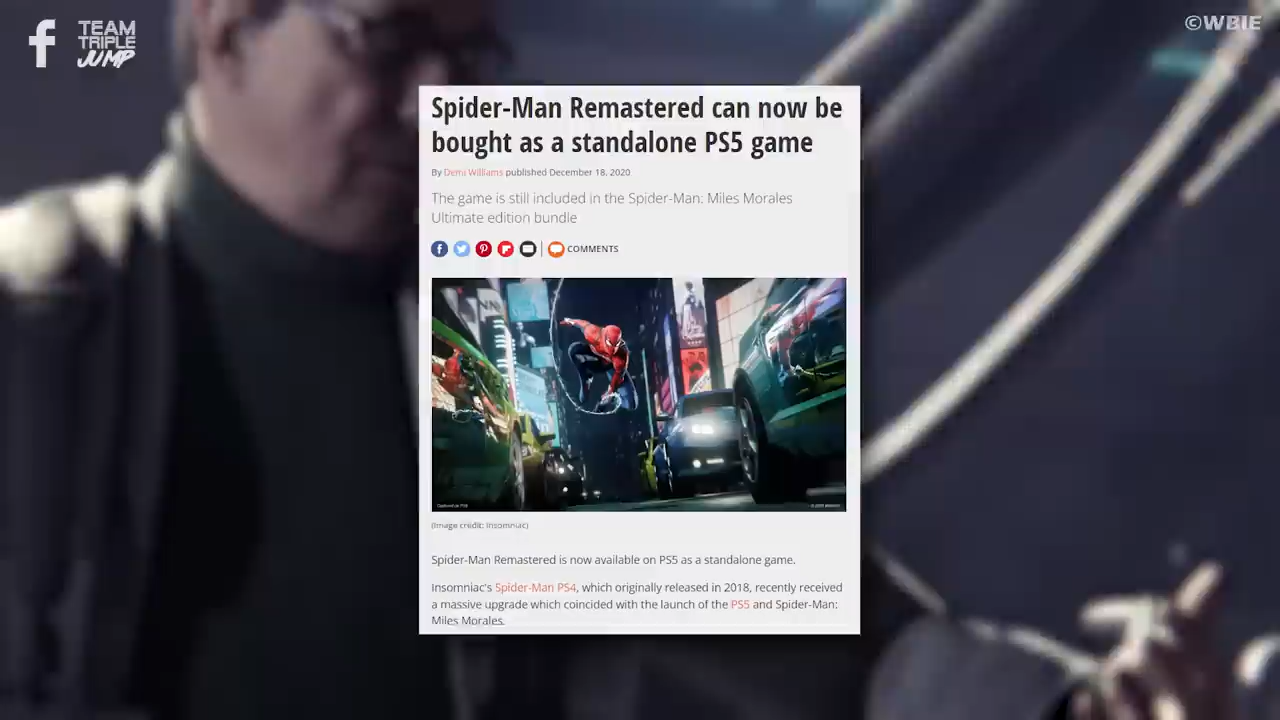 f TEAM
TRIPLE
JUMP
©WBIE
Spider-Man Remastered can now be
bought as a standalone PS5 game
By Demi Williams published December 18, 2020
The game is still included in the Spider-Man: Miles Morales
Ultimate edition bundle
COMMENTS
(Image credit: Insomniac)
Spider-Man Remastered is now available on PS5 as a standalone game.
Insomniac's Spider-Man PS4, which originally released in 2018, recently received
a massive upgrade which coincided with the launch of the PS5 and Spider-Man:
Miles Morales.